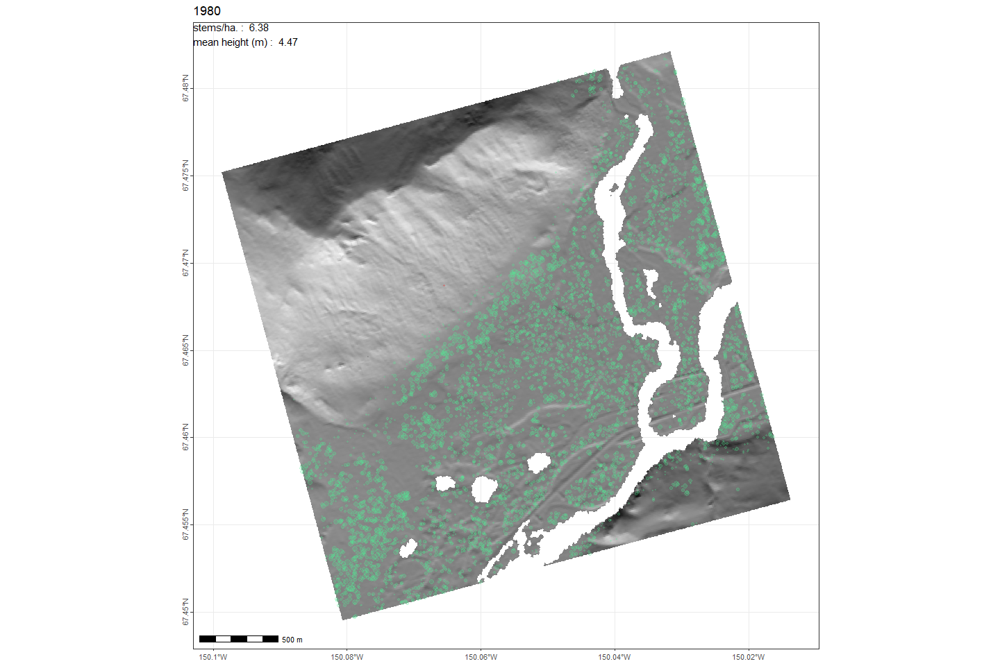 1980
stems/ha. : 6.38
mean height (m) : 4.47
67.48°N
67.475°N
67.47°N
67.465°N
67.46°N
67.455°N
67.45°N
500 m
150.1°W
150.08°W
150.06°W
150.04°W
150.02°W